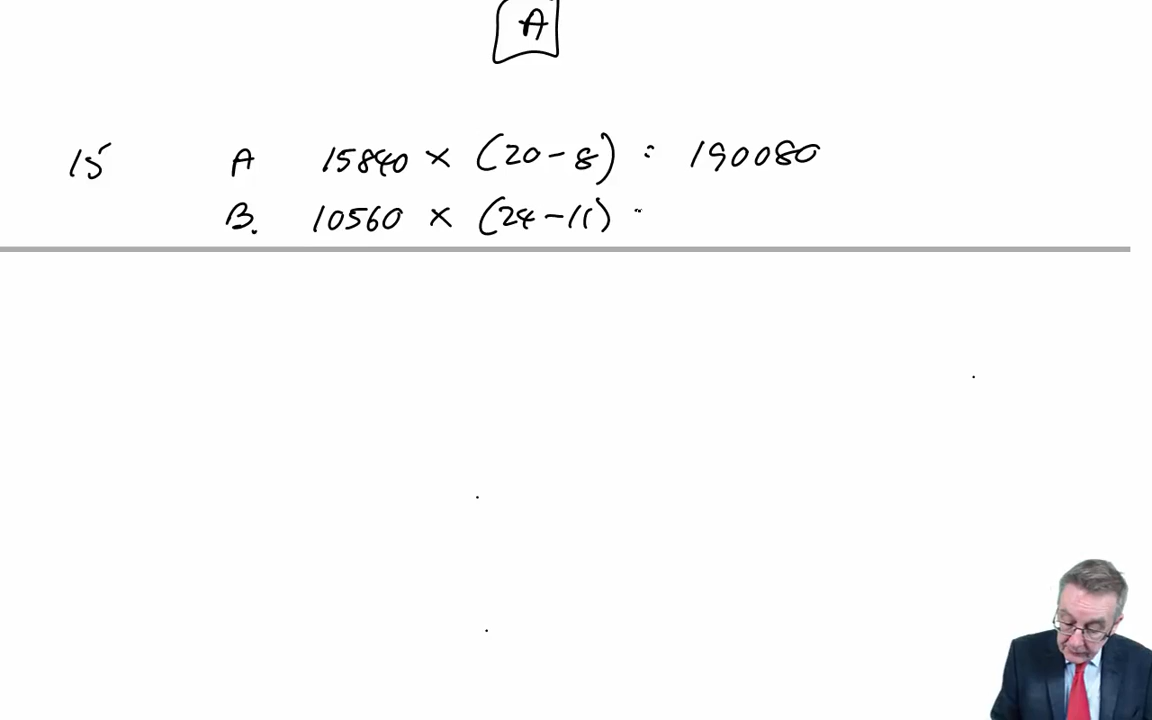 A
15 A 15840 × (20-8) = 190080
B. 10560 × (24-11) =